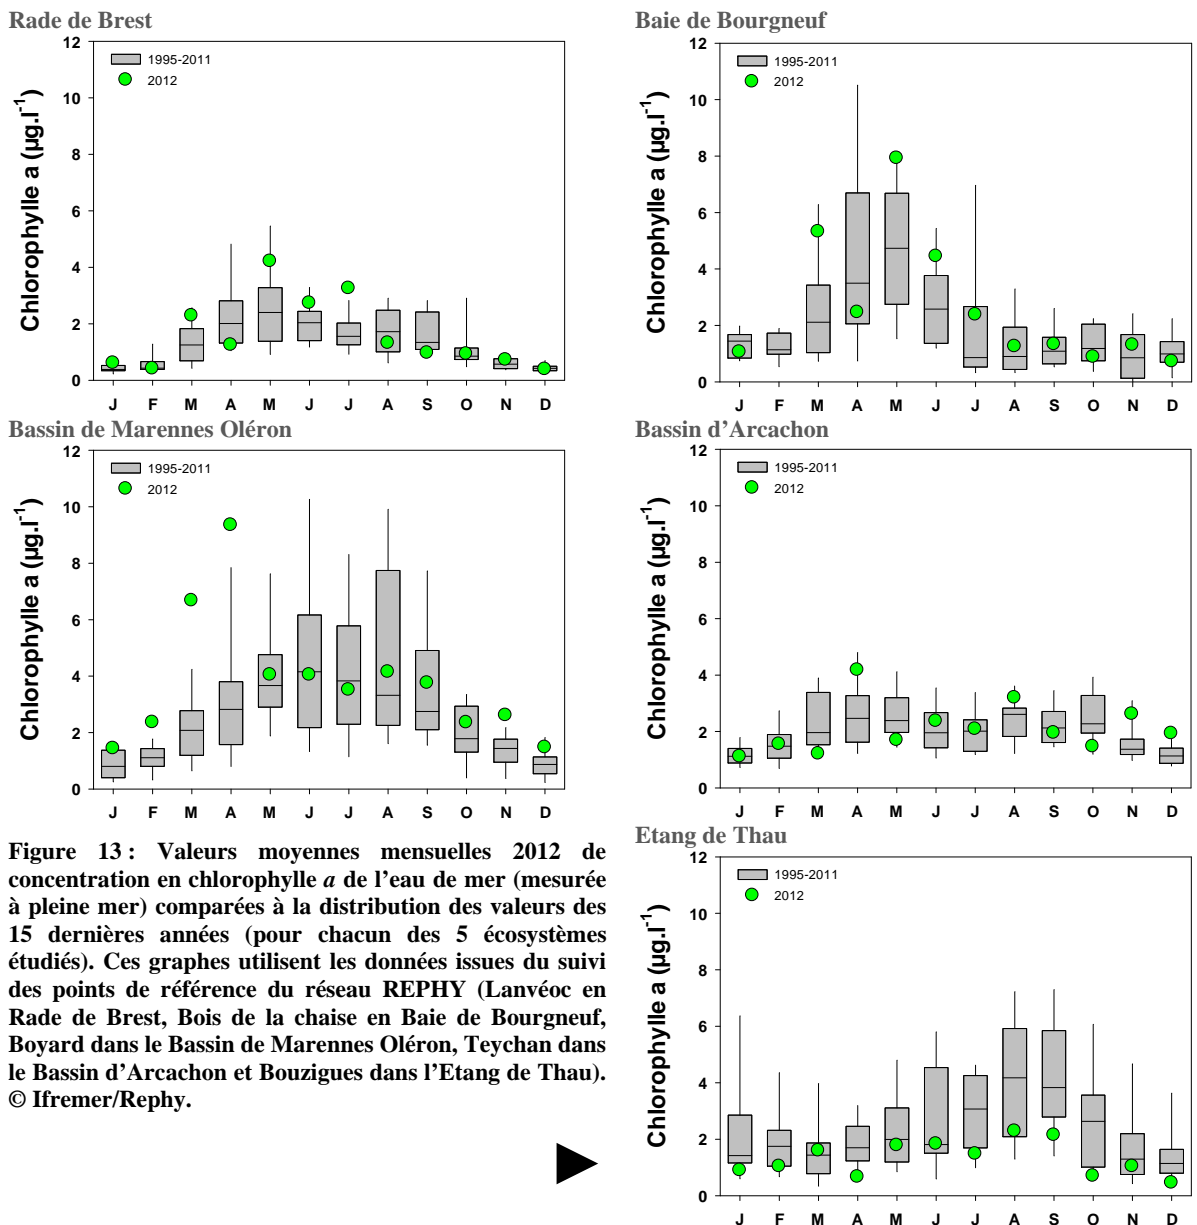 Rade de Brest
12
10
8
6
4
2
0
Chlorophylle a (µg.l-1)
1995-2011
2012
J F M A M J J A S O N D
Baie de Bourgneuf
12
10
8
6
4
2
0
Chlorophylle a (µg.l-1)
1995-2011
2012
J F M A M J J A S O N D
Bassin de Marennes Oléron
12
10
8
6
4
2
0
Chlorophylle a (µg.l-1)
1995-2011
2012
J F M A M J J A S O N D
Bassin d'Arcachon
12
10
8
6
4
2
0
Chlorophylle a (µg.l-1)
1995-2011
2012
J F M A M J J A S O N D
Figure 13 : Valeurs moyennes mensuelles 2012 de
concentration en chlorophylle a de l'eau de mer (mesurée
à pleine mer) comparées à la distribution des valeurs des
15 dernières années (pour chacun des 5 écosystèmes
étudiés). Ces graphes utilisent les données issues du suivi
des points de référence du réseau REPHY (Lanvéoc en
Rade de Brest, Bois de la chaise en Baie de Bourgneuf,
Boyard dans le Bassin de Marennes Oléron, Teychan dans
le Bassin d'Arcachon et Bouzigues dans l'Etang de Thau).
© Ifremer/Rephy.
Etang de Thau
12
10
8
6
4
2
0
Chlorophylle a (µg.l-1)
1995-2011
2012
J F M A M J J A S O N D